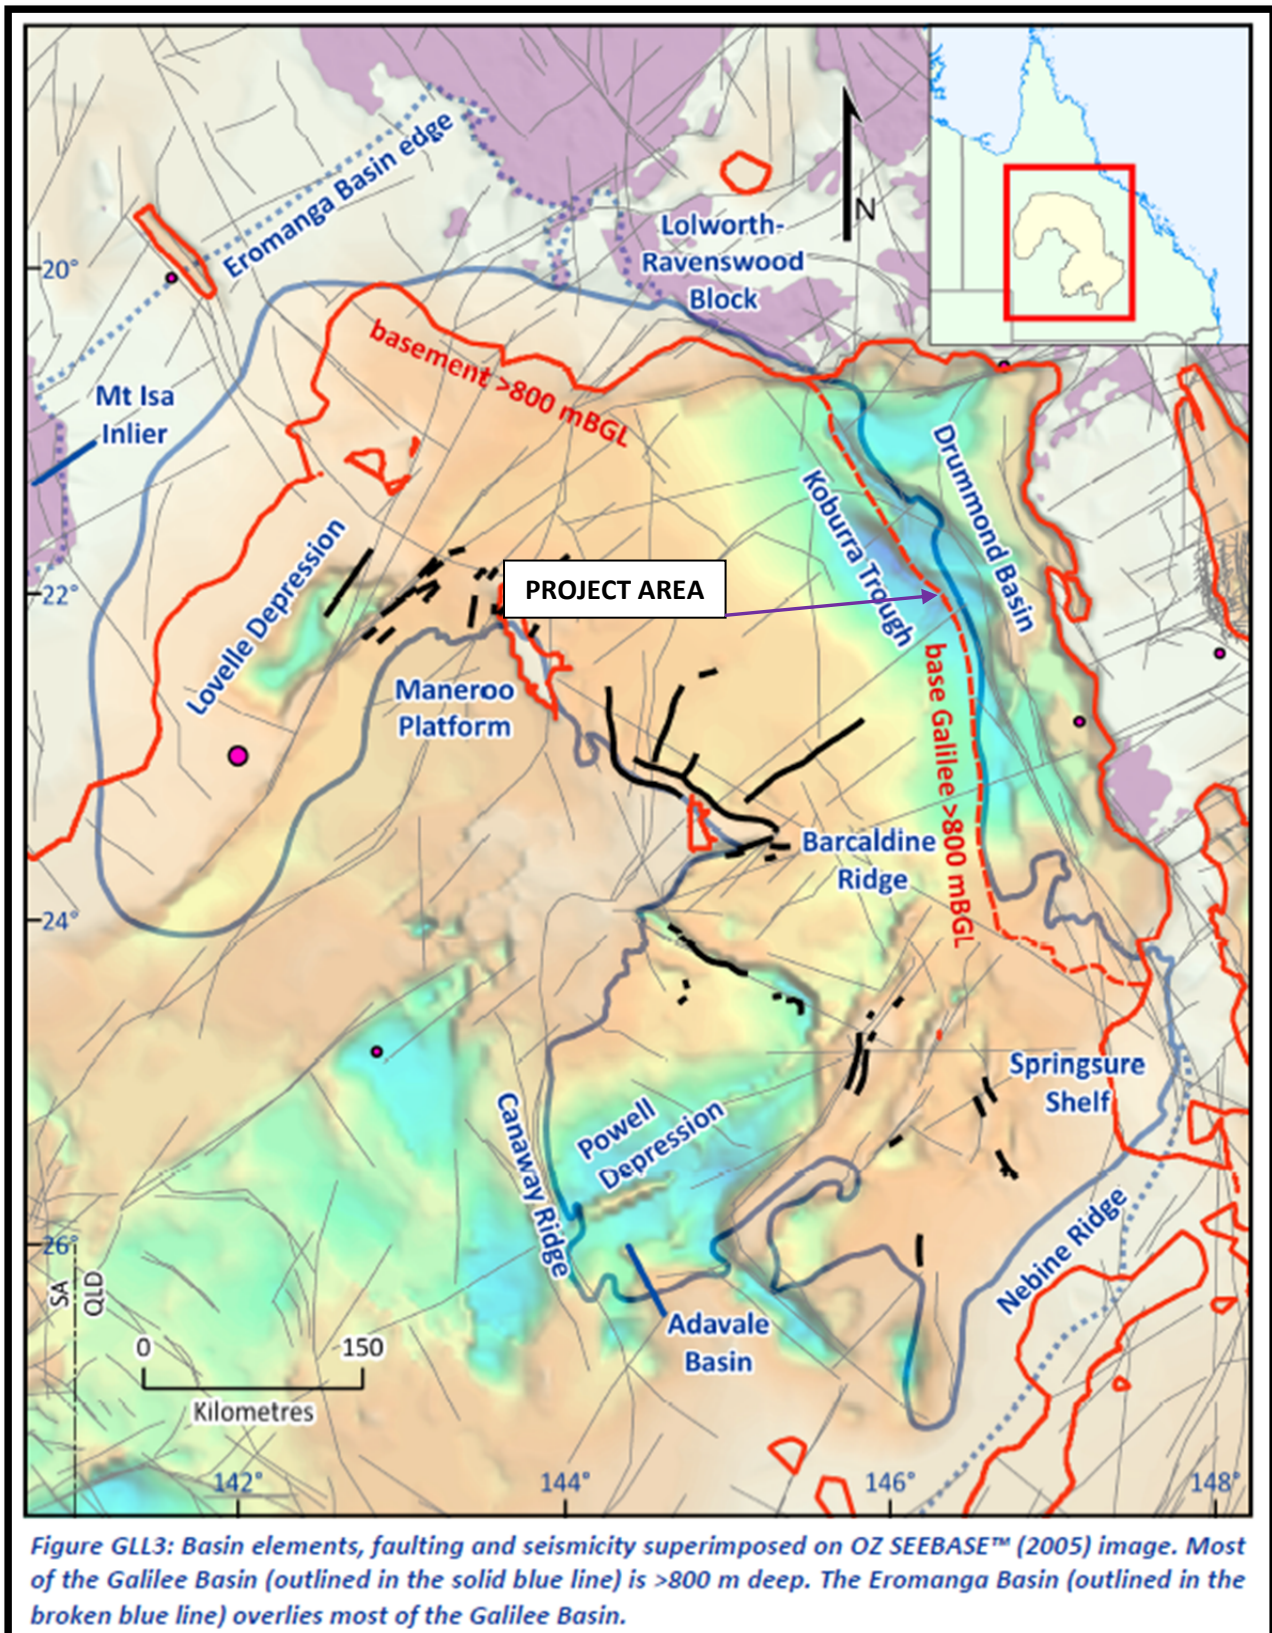 Eromanga Basin edge
N
Lolworth-
Ravenswood
Block
20°
basement >800 mBGL
Mt Isa
Inlier
Drummond Basin
Koburra Trough
Lovelle Depression
22°
PROJECT AREA
base Galilee >800 mBGL
Maneroo
Platform
Barcaldine
Ridge
24°
Springsure
Shelf
Canaway Ridge
Powell
Depression
26°
SA
QLD
Nebine Ridge
Adavale
Basin
0 150
Kilometres
142° 144° 146° 148°
Figure GLL3: Basin elements, faulting and seismicity superimposed on OZ SEEBASE™ (2005) image. Most
of the Galilee Basin (outlined in the solid blue line) is >800 m deep. The Eromanga Basin (outlined in the
broken blue line) overlies most of the Galilee Basin.